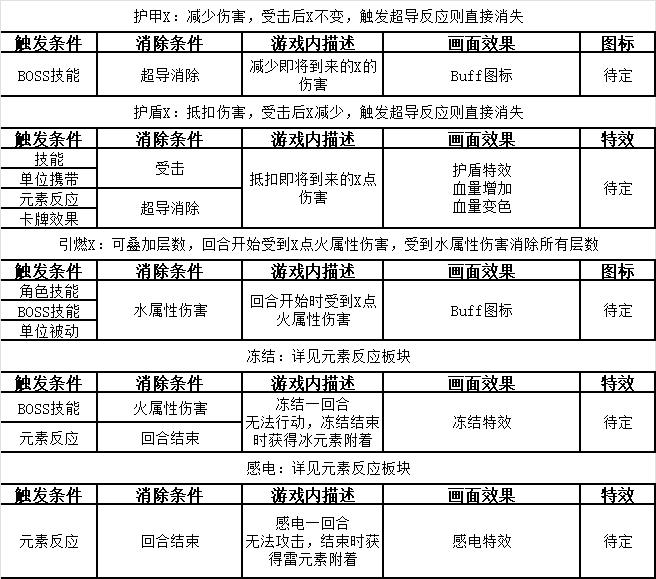 护甲X：减少伤害，受击后X不变，触发超导反应则直接消失
触发条件 消除条件 游戏内描述 画面效果 图标
BOSS技能 超导消除 减少即将到来的X的
伤害 Buff图标 待定
护盾X：抵扣伤害，受击后X减少，触发超导反应则直接消失
触发条件 消除条件 游戏内描述 画面效果 特效
技能
单位携带
元素反应
卡牌效果
受击
超导消除
抵扣即将到来的X点
伤害
护盾特效
血量增加
血量变色
待定
引燃X：可叠加层数，回合开始受到X点火属性伤害，受到水属性伤害消除所有层数
触发条件 消除条件 游戏内描述 画面效果 图标
角色技能
BOSS技能
单位被动
水属性伤害
回合开始时受到X点
火属性伤害
Buff图标
待定
冻结：详见元素反应板块
触发条件 消除条件 游戏内描述 画面效果 特效
BOSS技能
元素反应
火属性伤害
回合结束
冻结一回合
无法行动，冻结结束
时获得冰元素附着
冻结特效
待定
感电：详见元素反应板块
触发条件 消除条件 游戏内描述 画面效果 特效
元素反应
回合结束
感电一回合
无法攻击，结束时获
得雷元素附着
感电特效
待定